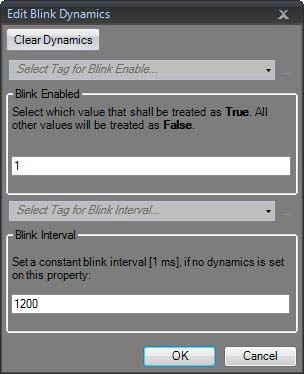 Edit Blink Dynamics
Clear Dynamics
Select Tag for Blink Enable...
Blink Enabled
Select which value that shall be treated as True. All
other values will be treated as False.
1
Select Tag for Blink Interval...
Blink Interval
Set a constant blink interval [1 ms], if no dynamics is set
on this property:
1200
OK
Cancel